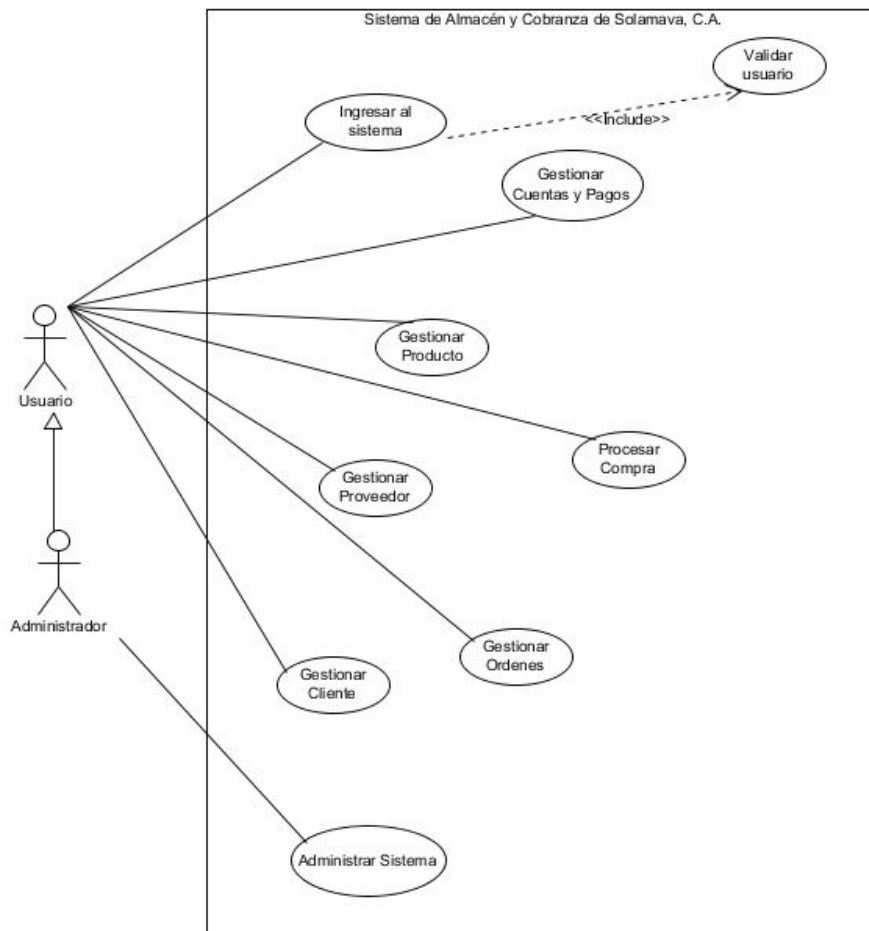 Sistema de Almacén y Cobranza de Solamava, C.A.
Validar
usuario
Ingresar al
sistema
<<Include>>
Gestionar
Cuentas y Pagos
Gestionar
Producto
Usuario
Procesar
Compra
Gestionar
Proveedor
Administrador
Gestionar
Ordenes
Gestionar
Cliente
Administrar Sistema